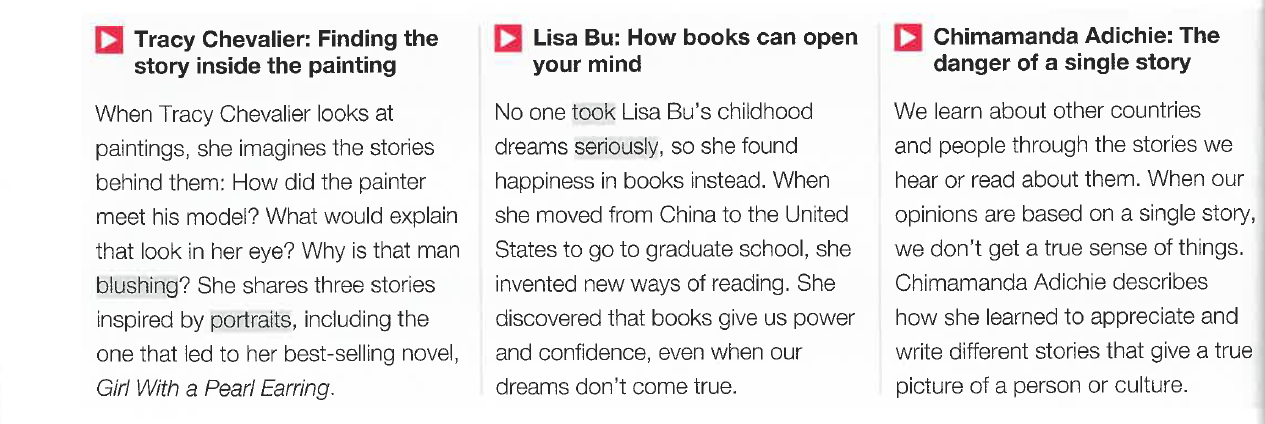 Tracy Chevalier: Finding the
story inside the painting
When Tracy Chevalier looks at
paintings, she imagines the stories
behind them: How did the painter
meet his model? What would explain
that look in her eye? Why is that man
blushing? She shares three stories
inspired by portraits, including the
one that led to her best-selling novel,
Girl With a Pearl Earring.
Lisa Bu: How books can open
your mind
No one took Lisa Bu's childhood
dreams seriously, so she found
happiness in books instead. When
she moved from China to the United
States to go to graduate school, she
invented new ways of reading. She
discovered that books give us power
and confidence, even when our
dreams don't come true.
Chimamanda Adichie: The
danger of a single story
We learn about other countries
and people through the stories we
hear or read about them. When our
opinions are based on a single story,
we don't get a true sense of things.
Chimamanda Adichie describes
how she learned to appreciate and
write different stories that give a true
picture of a person or culture.